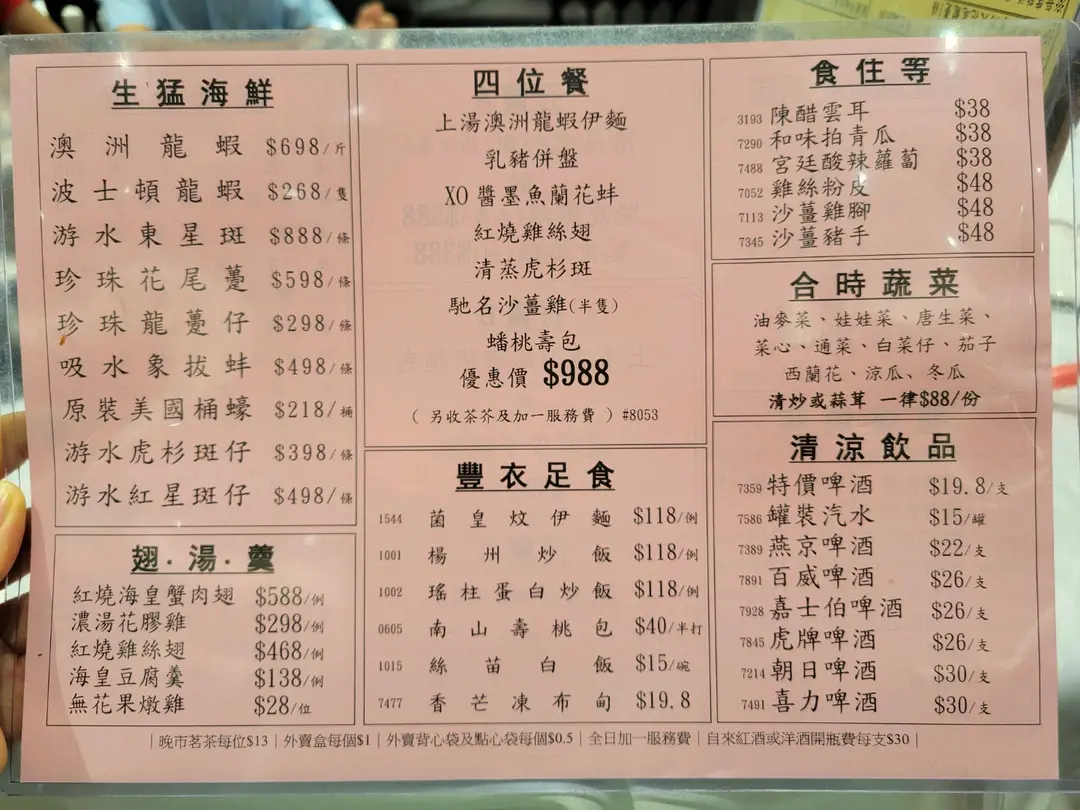 生猛海鮮
澳洲龍蝦 $698/斤
波士頓龍蝦 $268/隻
游水東星斑 $888/條
珍珠花尾躉 $598/條
珍珠龍躉仔 $298/條
吸水象拔蚌 $498/條
原裝美國桶蠔 $218/桶
游水虎杉斑仔 $398/條
游水紅星斑仔 $498/條
翅.湯.羹
紅燒海皇蟹肉翅 $588/例
濃湯花膠雞 $298/例
紅燒雞絲翅 $468/例
海皇豆腐羹 $138/例
無花果燉雞 $28/位
四位餐
上湯澳洲龍蝦伊麵
乳豬併盤
XO醬墨魚蘭花蚌
紅燒雞絲翅
清蒸虎杉斑
馳名沙薑雞(半隻)
蟠桃壽包
優惠價 $988
( 另收茶芥及加一服務費 ) #8053
豐衣足食
1544 菌皇炆伊麵 $118/例
1001 楊州炒飯 $118/例
1002 瑤柱蛋白炒飯 $118/例
0605 南山壽桃包 $40/半打
1015 絲苗白飯 $15/碗
7477 香芒凍布甸 $19.8
食住等
3193 陳醋雲耳 $38
7290 和味拍青瓜 $38
7488 宮廷酸辣蘿蔔 $38
7052 雞絲粉皮 $48
7113 沙薑雞腳 $48
7345 沙薑豬手 $48
合時蔬菜
油麥菜、娃娃菜、唐生菜、
菜心、通菜、白菜仔、茄子
西蘭花、涼瓜、冬瓜
清炒或蒜茸 一律$88/份
清涼飲品
7359 特價啤酒 $19.8/支
7586 罐裝汽水 $15/罐
7389 燕京啤酒 $22/支
7891 百威啤酒 $26/支
7928 嘉士伯啤酒 $26/支
7845 虎牌啤酒 $26/支
7214 朝日啤酒 $30/支
7491 喜力啤酒 $30/支
|晚市茗茶每位$13|外賣盒每個$1|外賣背心袋及點心袋每個$0.5|全日加一服務費|自來紅酒或洋酒開瓶費每支$30|